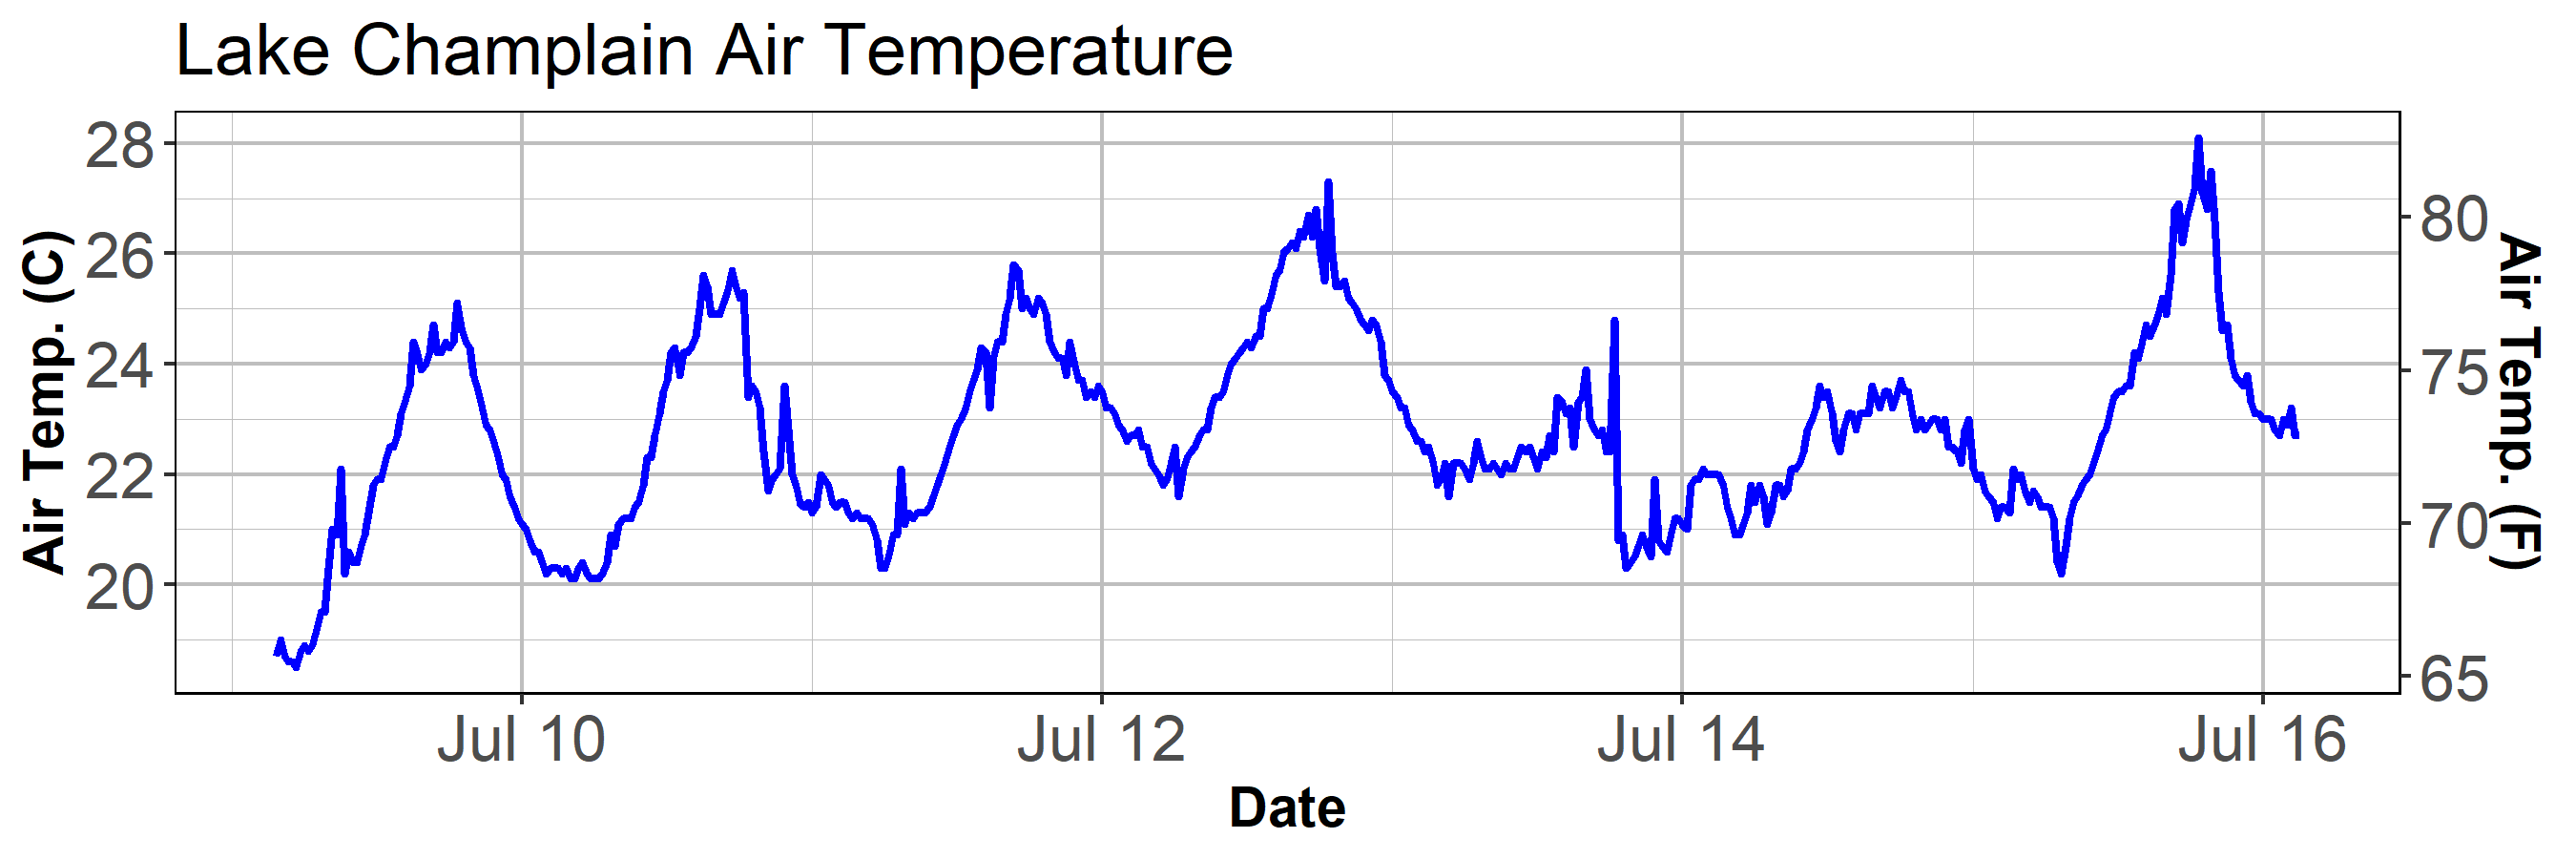 Lake Champlain Air Temperature
28
26
24
22
20
Air Temp. (C)
80
75
70
65
Air Temp. (F)
Jul 10 Jul 12 Jul 14 Jul 16
Date